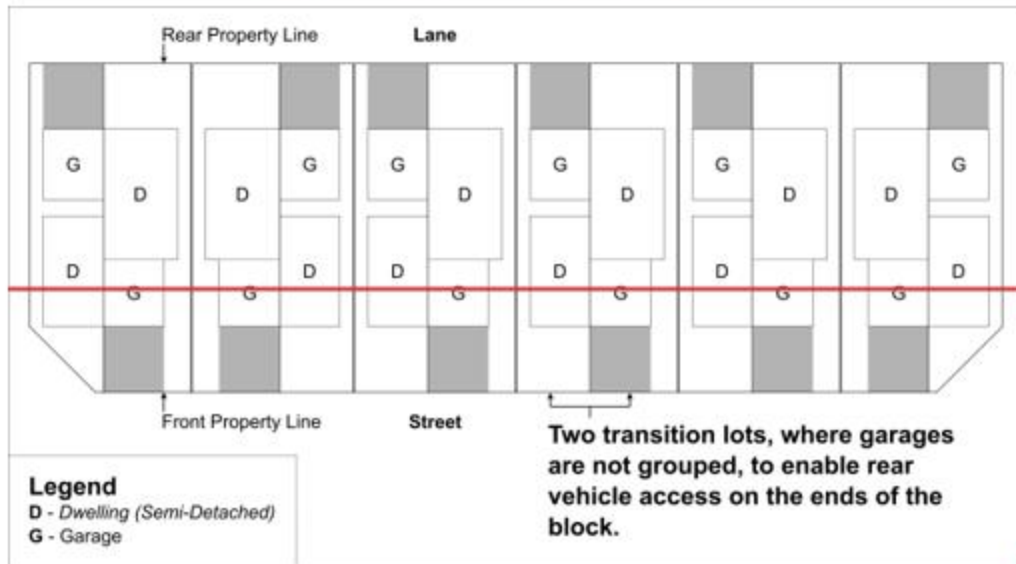 Rear Property Line Lane
G G G G G G
D D D D D D
D D D D D D
G G G G G G
Front Property Line Street
Two transition lots, where garages
are not grouped, to enable rear
vehicle access on the ends of the
block.
Legend
D - Dwelling (Semi-Detached)
G - Garage